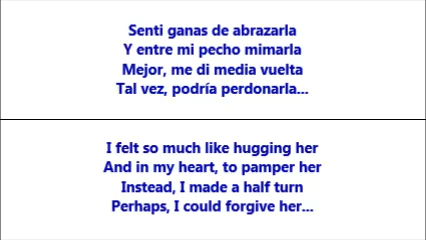 Senti ganas de abrazarla
Y entre mi pecho mimarla
Mejor, me di media vuelta
Tal vez, podría perdonarla...
I felt so much like hugging her
And in my heart, to pamper her
Instead, I made a half turn
Perhaps, I could forgive her...